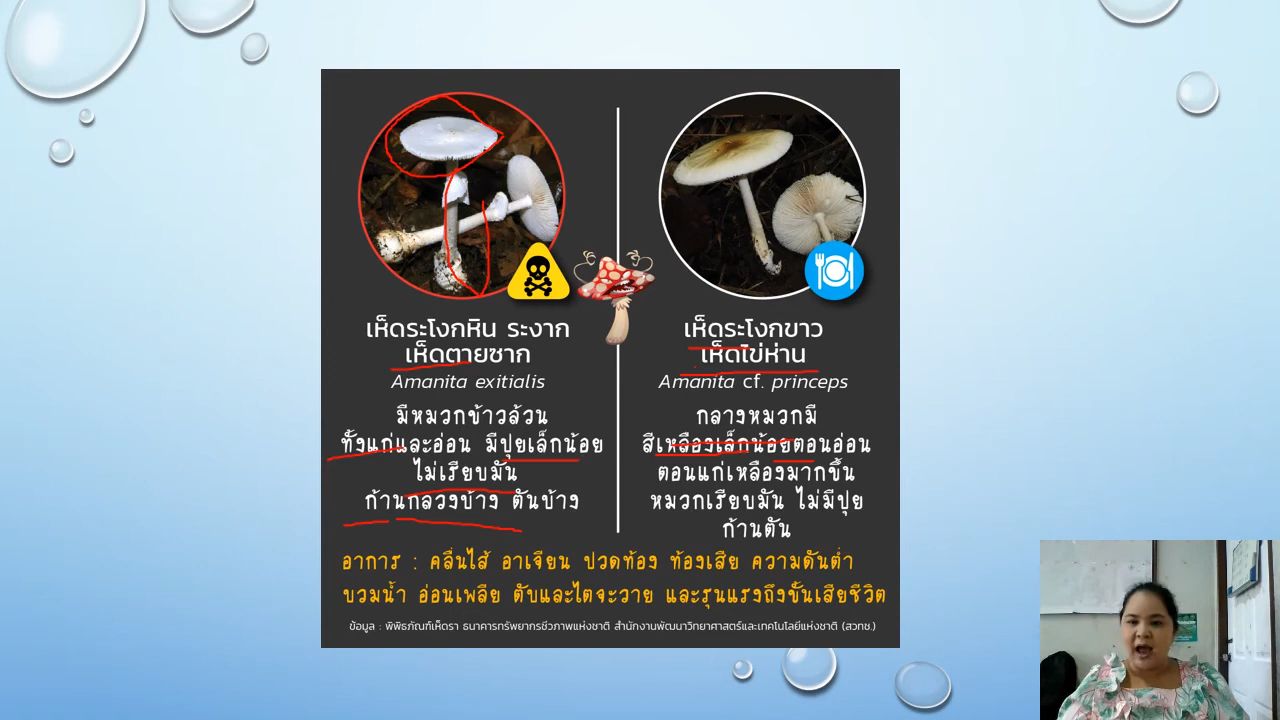 เห็ดระโงกหิน ระงาก
เห็ดตายซาก
Amanita exitialis
มีหมวกข้าวล้วน
ทั้งแก่และอ่อน มีปุยเล็กน้อย
ไม่เรียบมัน
ก้านกลวงบ้าง ตันบ้าง
เห็ดระโงกขาว
เห็ดไข่ห่าน
Amanita cf. princeps
กลางหมวกมี
สีเหลืองเล็กน้อยตอนอ่อน
ตอนแก่เหลืองมากขึ้น
หมวกเรียบมัน ไม่มีปุย
ก้านตัน
อาการ : คลื่นไส้ อาเจียน ปวดท้อง ท้องเสีย ความดันต่ำ
บวมน้ำ อ่อนเพลีย ตับและไตจะวาย และรุนแรงถึงขั้นเสียชีวิต
ข้อมูล : พิพิธภัณฑ์เห็ดรา ธนาคารทรัพยากรชีวภาพแห่งชาติ สำนักงานพัฒนาวิทยาศาสตร์และเทคโนโลยีแห่งชาติ (สวทช.)